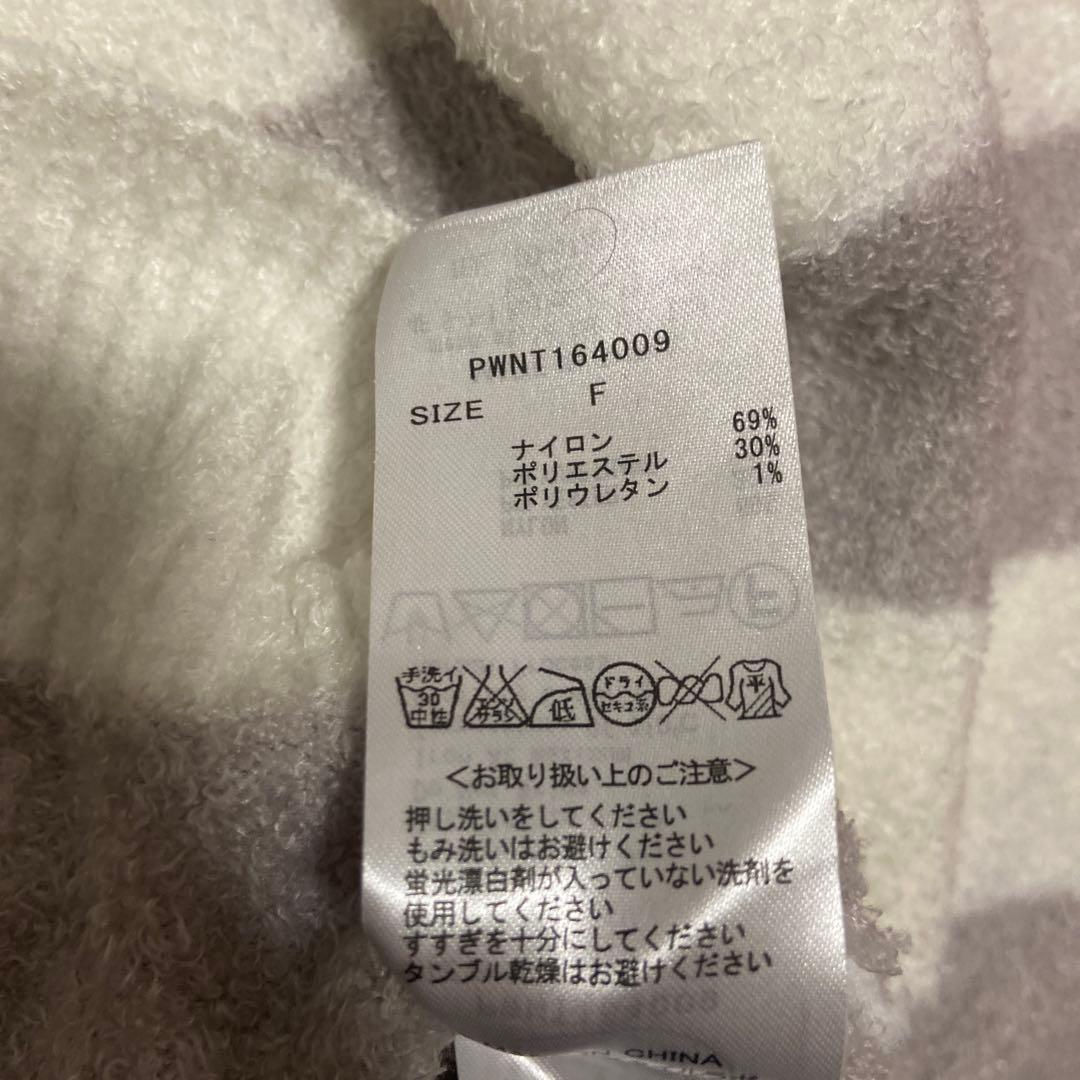 PWNT164009
SIZE F
ナイロン 69%
ポリエステル 30%
ポリウレタン 1%
手洗イ
30
中性
サラシ
低
ドライ
セキユ系
平
<お取り扱い上のご注意>
押し洗いをしてください
もみ洗いはお避けください
蛍光漂白剤が入っていない洗剤を
使用してください
すすぎを十分にしてください
タンブル乾燥はお避けください
IN CHINA